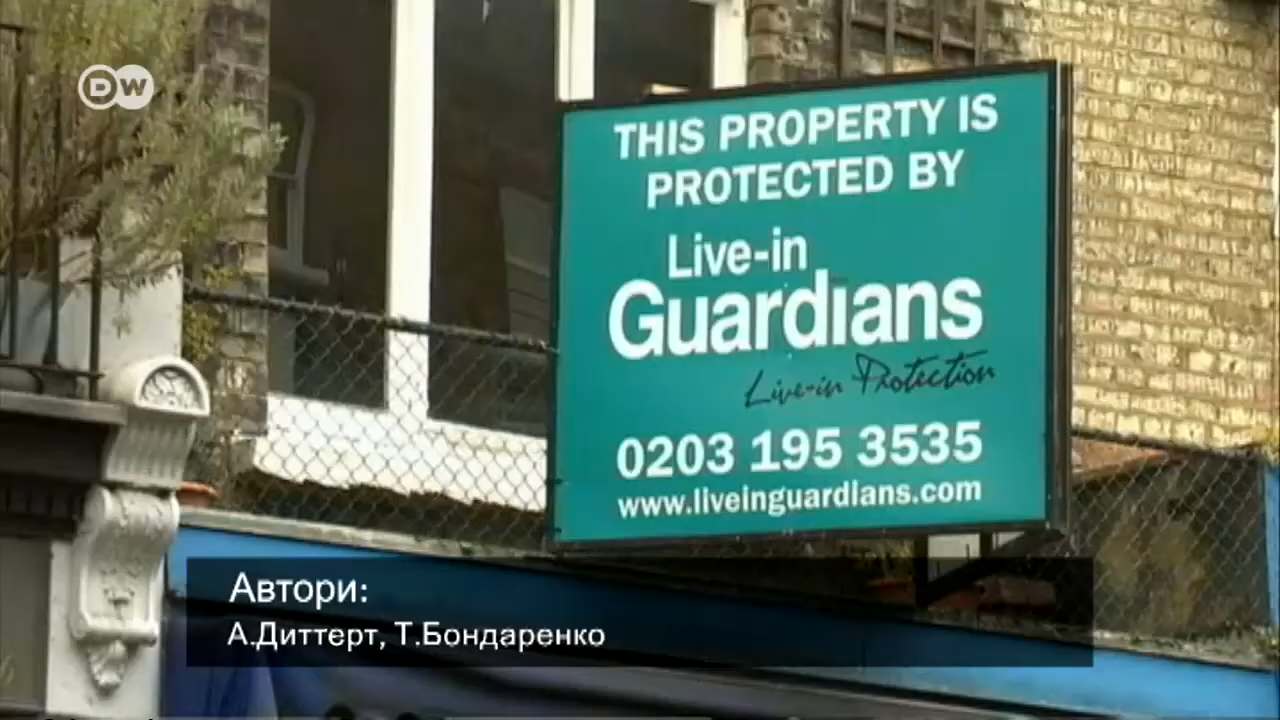 DW
THIS PROPERTY IS
PROTECTED BY
Live-in
Guardians
Live-in Protection
0203 195 3535
www.liveinguardians.com
Автори:
А.Диттерт, Т.Бондаренко